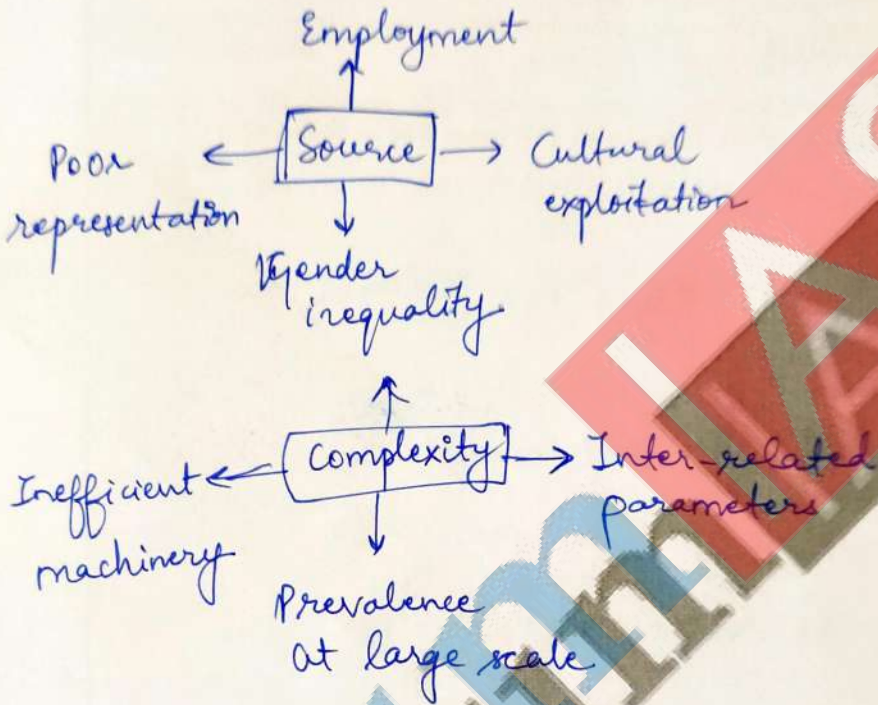 Employment
Poor
representation
Source
Cultural
exploitation
Gender
inequality
Complexity
Inefficient
machinery
Inter-related
parameters
Prevalence
at large scale